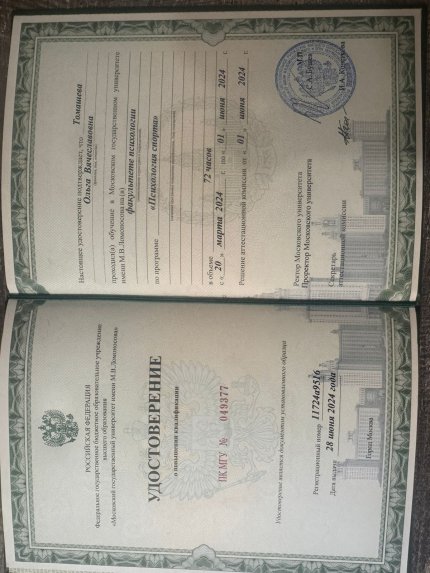 РОССИЙСКАЯ ФЕДЕРАЦИЯ
Федеральное государственное бюджетное образовательное учреждение
высшего образования
«Московский государственный университет имени М.В.Ломоносова»
УДОСТОВЕРЕНИЕ
о повышении квалификации
ПКМГУ № 049377
Удостоверение является документом установленного образца
Регистрационный номер 11724а9516
Дата выдачи 28 июня 2024 года
Город Москва
Настоящее удостоверение подтверждает, что Томашева
Ольга Вячеславовна
проходил(а) обучение в Московском государственном университете
имени М.В.Ломоносова на(в) факультете психологии
по программе «Психология спорта»
в объеме 72 часов
с « 20 » марта 2024 г. по « 01 » июня 2024 г.
Решение аттестационной комиссии от « 01 » июня 2024 г.
Ректор Московского университета
Проректор Московского университета
М.П.
Секретарь
аттестационной комиссии